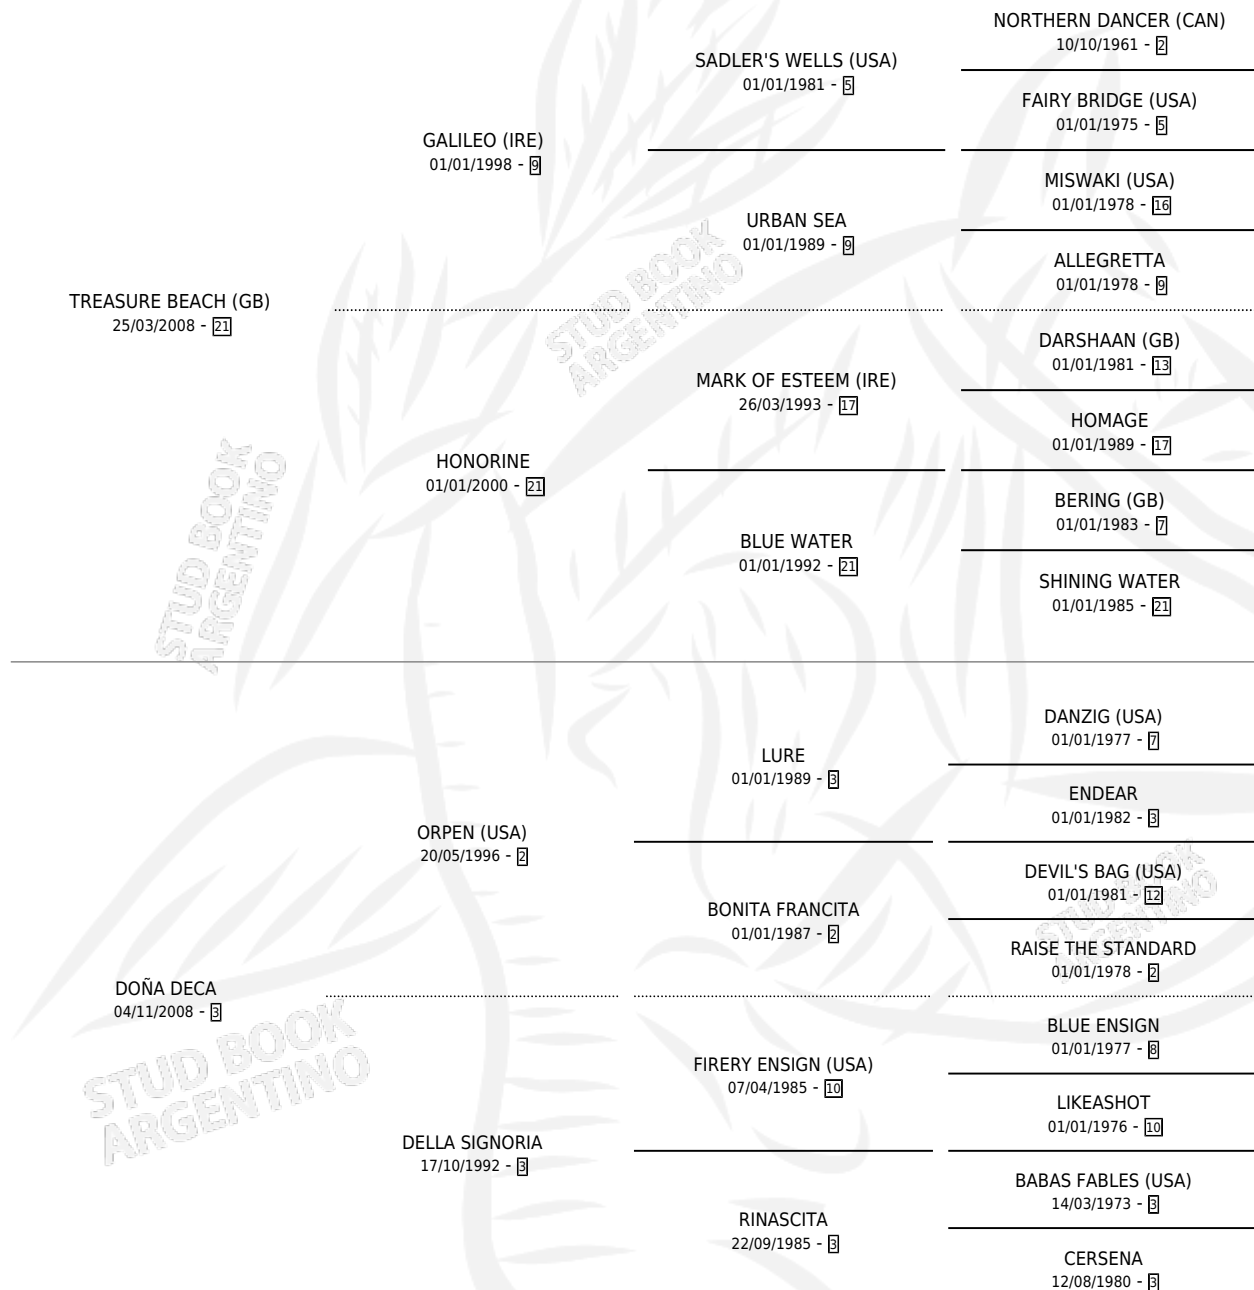 NORTHERN DANCER (CAN)
10/10/1961 - 2
SADLER'S WELLS (USA)
01/01/1981 - 5
FAIRY BRIDGE (USA)
01/01/1975 - 5
GALILEO (IRE)
01/01/1998 - 9
MISWAKI (USA)
01/01/1978 - 16
URBAN SEA
01/01/1989 - 9
ALLEGRETTA
01/01/1978 - 9
TREASURE BEACH (GB)
25/03/2008 - 21
STUD BOOK
ARGENTINO
DARSHAAN (GB)
01/01/1981 - 13
MARK OF ESTEEM (IRE)
26/03/1993 - 17
HOMAGE
01/01/1989 - 17
HONORINE
01/01/2000 - 21
BERING (GB)
01/01/1983 - 7
BLUE WATER
01/01/1992 - 21
SHINING WATER
01/01/1985 - 21
STUD BOOK
ARGENTINO
DANZIG (USA)
01/01/1977 - 7
LURE
01/01/1989 - 3
ENDEAR
01/01/1982 - 3
ORPEN (USA)
20/05/1996 - 2
DEVIL'S BAG (USA)
01/01/1981 - 12
BONITA FRANCITA
01/01/1987 - 2
STUD BOOK
ARGENTINO
RAISE THE STANDARD
01/01/1978 - 2
DOÑA DECA
04/11/2008 - 3
BLUE ENSIGN
01/01/1977 - 8
FIRERY ENSIGN (USA)
07/04/1985 - 10
STUD BOOK
ARGENTINO
LIKEASHOT
01/01/1976 - 10
DELLA SIGNORIA
17/10/1992 - 3
BABAS FABLES (USA)
14/03/1973 - 3
RINASCITA
22/09/1985 - 3
CERSENA
12/08/1980 - 3